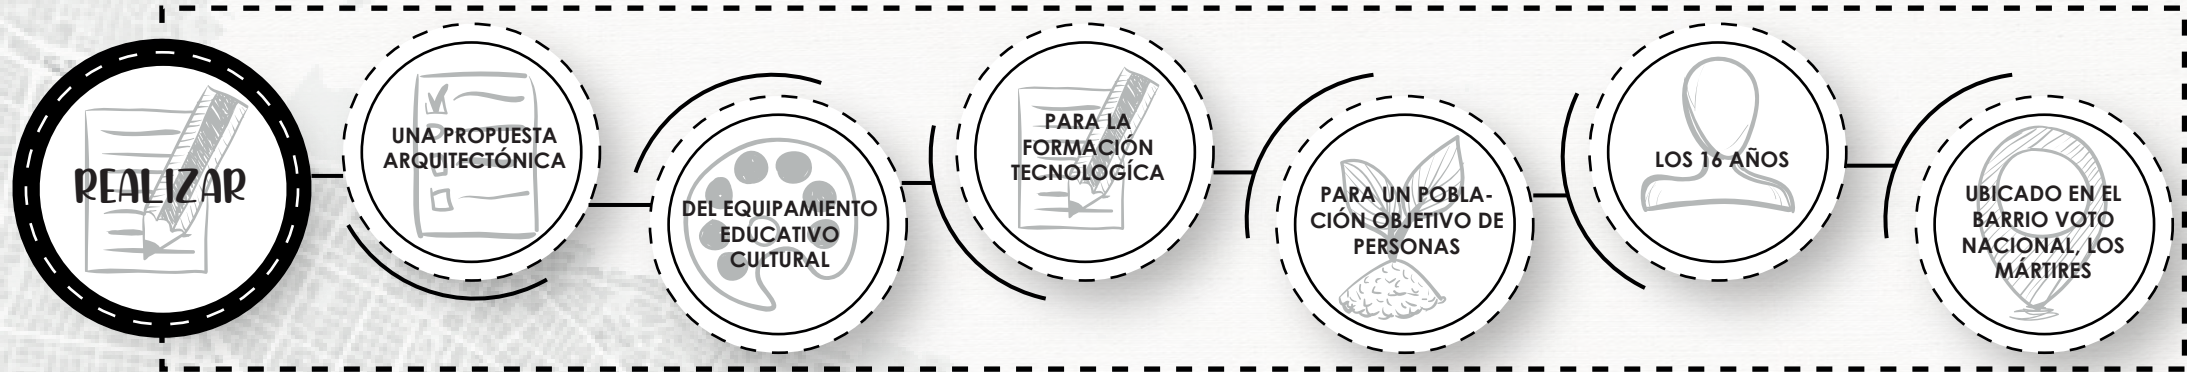 REALIZAR
UNA PROPUESTA
ARQUITECTÓNICA
DEL EQUIPAMIENTO
EDUCATIVO
CULTURAL
PARA LA
FORMACIÓN
TECNOLOGÍCA
PARA UN POBLA-
CIÓN OBJETIVO DE
PERSONAS
LOS 16 AÑOS
UBICADO EN EL
BARRIO VOTO
NACIONAL, LOS
MÁRTIRES